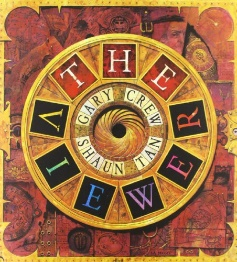 THE
VIEWER
GARY CREW
SHAUN TAN